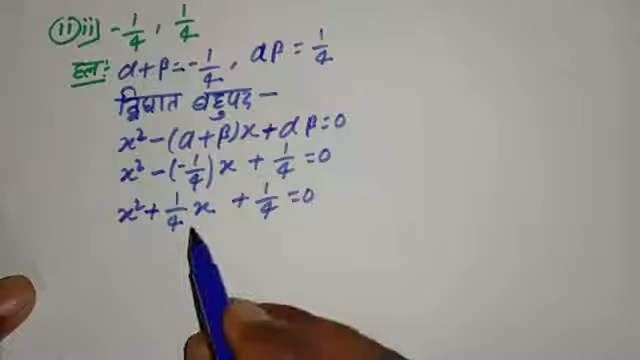 (iii) -1/4, 1/4
हल: α+β = -1/4, αβ = 1/4
द्विघात बहुपद -
x² - (α+β)x + αβ = 0
x² - (-1/4)x + 1/4 = 0
x² + 1/4 x + 1/4 = 0